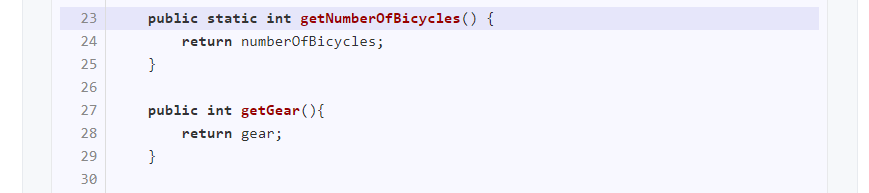 23 public static int getNumberOfBicycles() {
24 return numberOfBicycles;
25 }
26
27 public int getGear(){
28 return gear;
29 }
30